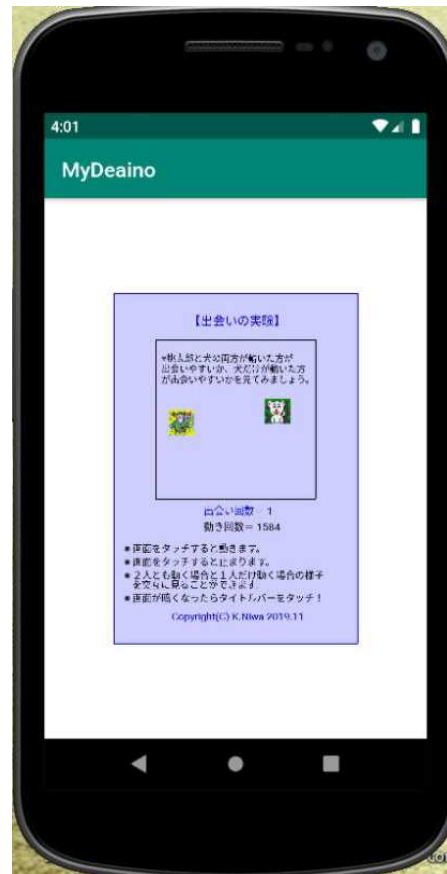 4:01
MyDeaino
【出会いの実験】
*桃太郎と犬の両方が動いた方が
出会いやすいか、犬だけが動いた方
が出会いやすいかを見てみましょう。
出会い回数= 1
動き回数= 1584
*画面をタッチすると動きます。
*画面をタッチすると止まります。
*２人とも動く場合と１人だけ動く場合の様子
を交互に見ることができます
*画面が暗くなったらタイトルバーをタッチ！
Copyright(C) K.Niwa 2019.11